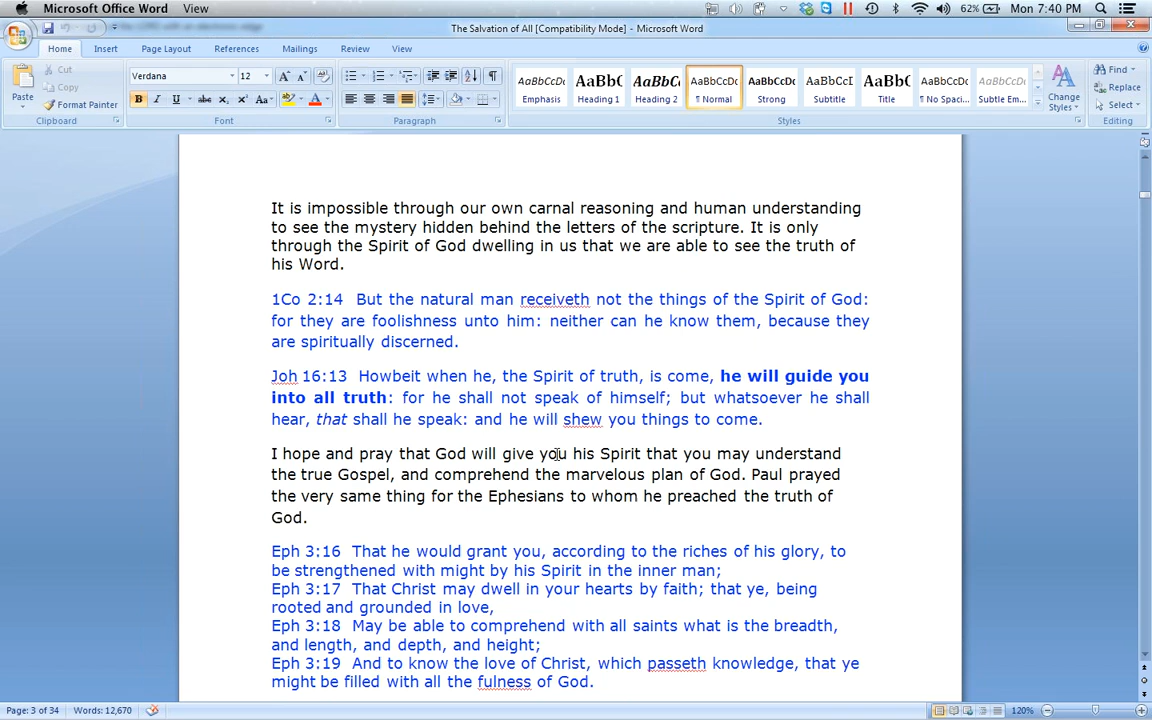 Microsoft Office Word View 62% Mon 7:40 PM
The Salvation of All [Compatibility Mode] - Microsoft Word
Home Insert Page Layout References Mailings Review View
Paste
Cut
Copy
Format Painter
Verdana 12
AaBbCcDc AaBb( AaBbC( AaBbCcDc AaBbCcDc AaBbCcI AaBb( AaBbCcDc AaBbCcDc
Emphasis Heading 1 Heading 2 ¶ Normal Strong Subtitle Title ¶ No Spaci... Subtle Em...
Change Styles
Find
Replace
Select
Clipboard Font Paragraph Styles Editing
It is impossible through our own carnal reasoning and human understanding
to see the mystery hidden behind the letters of the scripture. It is only
through the Spirit of God dwelling in us that we are able to see the truth of
his Word.
1Co 2:14 But the natural man receiveth not the things of the Spirit of God:
for they are foolishness unto him: neither can he know them, because they
are spiritually discerned.
Joh 16:13 Howbeit when he, the Spirit of truth, is come, he will guide you
into all truth: for he shall not speak of himself; but whatsoever he shall
hear, that shall he speak: and he will shew you things to come.
I hope and pray that God will give you his Spirit that you may understand
the true Gospel, and comprehend the marvelous plan of God. Paul prayed
the very same thing for the Ephesians to whom he preached the truth of
God.
Eph 3:16 That he would grant you, according to the riches of his glory, to
be strengthened with might by his Spirit in the inner man;
Eph 3:17 That Christ may dwell in your hearts by faith; that ye, being
rooted and grounded in love,
Eph 3:18 May be able to comprehend with all saints what is the breadth,
and length, and depth, and height;
Eph 3:19 And to know the love of Christ, which passeth knowledge, that ye
might be filled with all the fulness of God.
Page: 3 of 34 Words: 12,670 120%